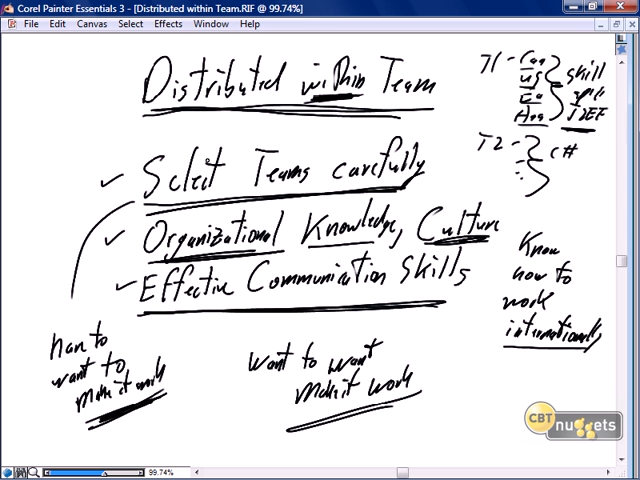 Corel Painter Essentials 3 - [Distributed within Team.RIF @ 99.74%]
File Edit Canvas Select Effects Window Help
Distributed within Team
T1 - Can
US
skill
J2EE
T2 - C#
✓ Select Teams carefully
✓ Organizational Knowledge, Culture
✓ Effective Communication Skills
Know
how to
work
internationally
have to
want to
make it work
want to want
make it work
CBT
nuggets
99.74%